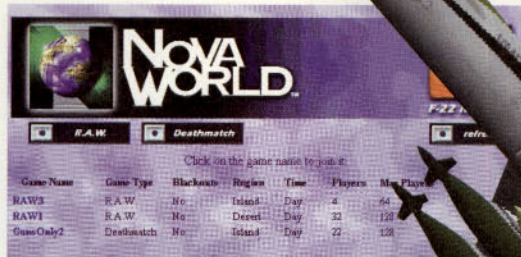 NOVA
WORLD™
F-22
R.A.W. Deathmatch
Click on the game name to join it.
Game Name Game Type Blackouts Region Time Players Max Players
RAW3 R.A.W. No Island Day 4 64
RAW1 R.A.W. No Desert Day 32 128
GunsOnly2 Deathmatch No Island Day 22 128